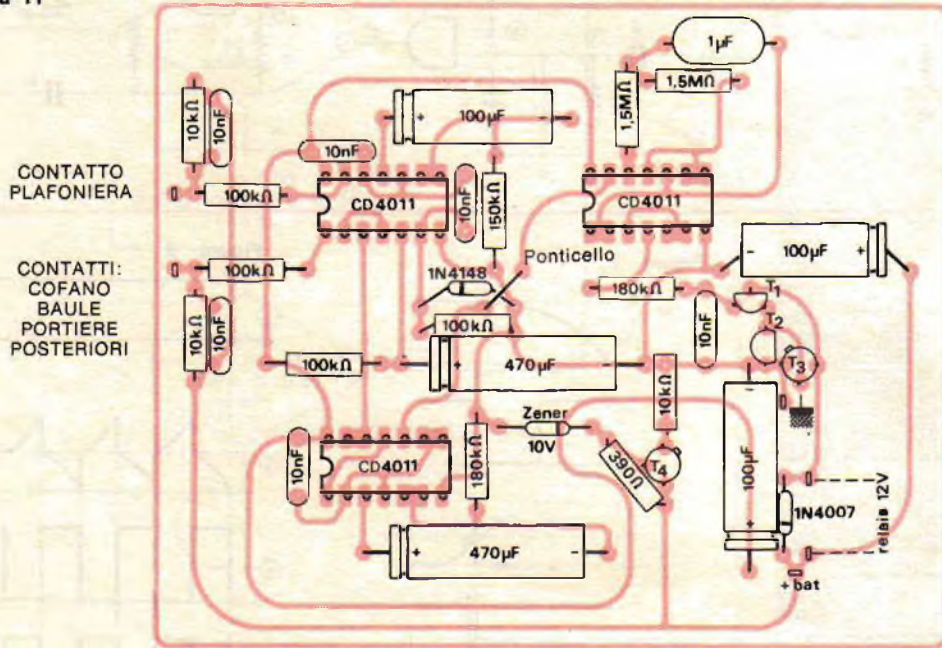 1µF
1,5MΩ
1,5MΩ
10kΩ
10nF
100µF
10nF
CONTATTO
PLAFONIERA
100kΩ
CD4011
10nF
150kΩ
CD4011
CONTATTI:
COFANO
BAULE
PORTIERE
POSTERIORI
100kΩ
1N4148
Ponticello
100µF
180kΩ
T1
10kΩ
10nF
100kΩ
10nF
T2
100kΩ
470µF
10kΩ
T3
Zener
10V
10nF
CD4011
180kΩ
390Ω
T4
100µF
1N4007
relais 12V
470µF
+ bat